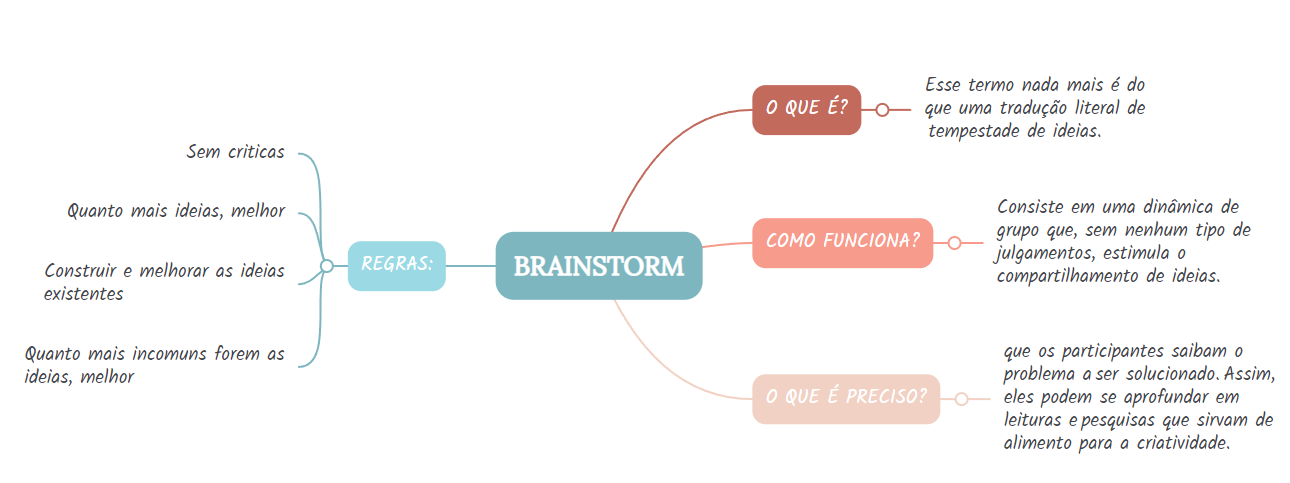 BRAINSTORM
O QUE É?
Esse termo nada mais é do
que uma tradução literal de
tempestade de ideias.
COMO FUNCIONA?
Consiste em uma dinâmica de
grupo que, sem nenhum tipo de
julgamentos, estimula o
compartilhamento de ideias.
O QUE É PRECISO?
que os participantes saibam o
problema a ser solucionado. Assim,
eles podem se aprofundar em
leituras e pesquisas que sirvam de
alimento para a criatividade.
REGRAS:
Sem criticas
Quanto mais ideias, melhor
Construir e melhorar as ideias
existentes
Quanto mais incomuns forem as
ideias, melhor